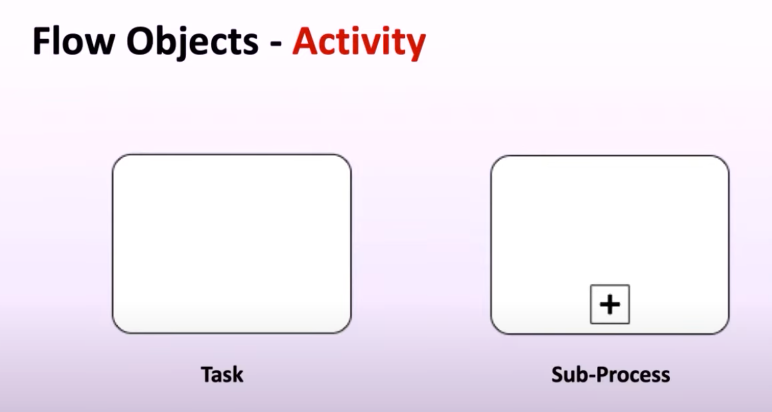 Flow Objects - Activity
+
Task
Sub-Process